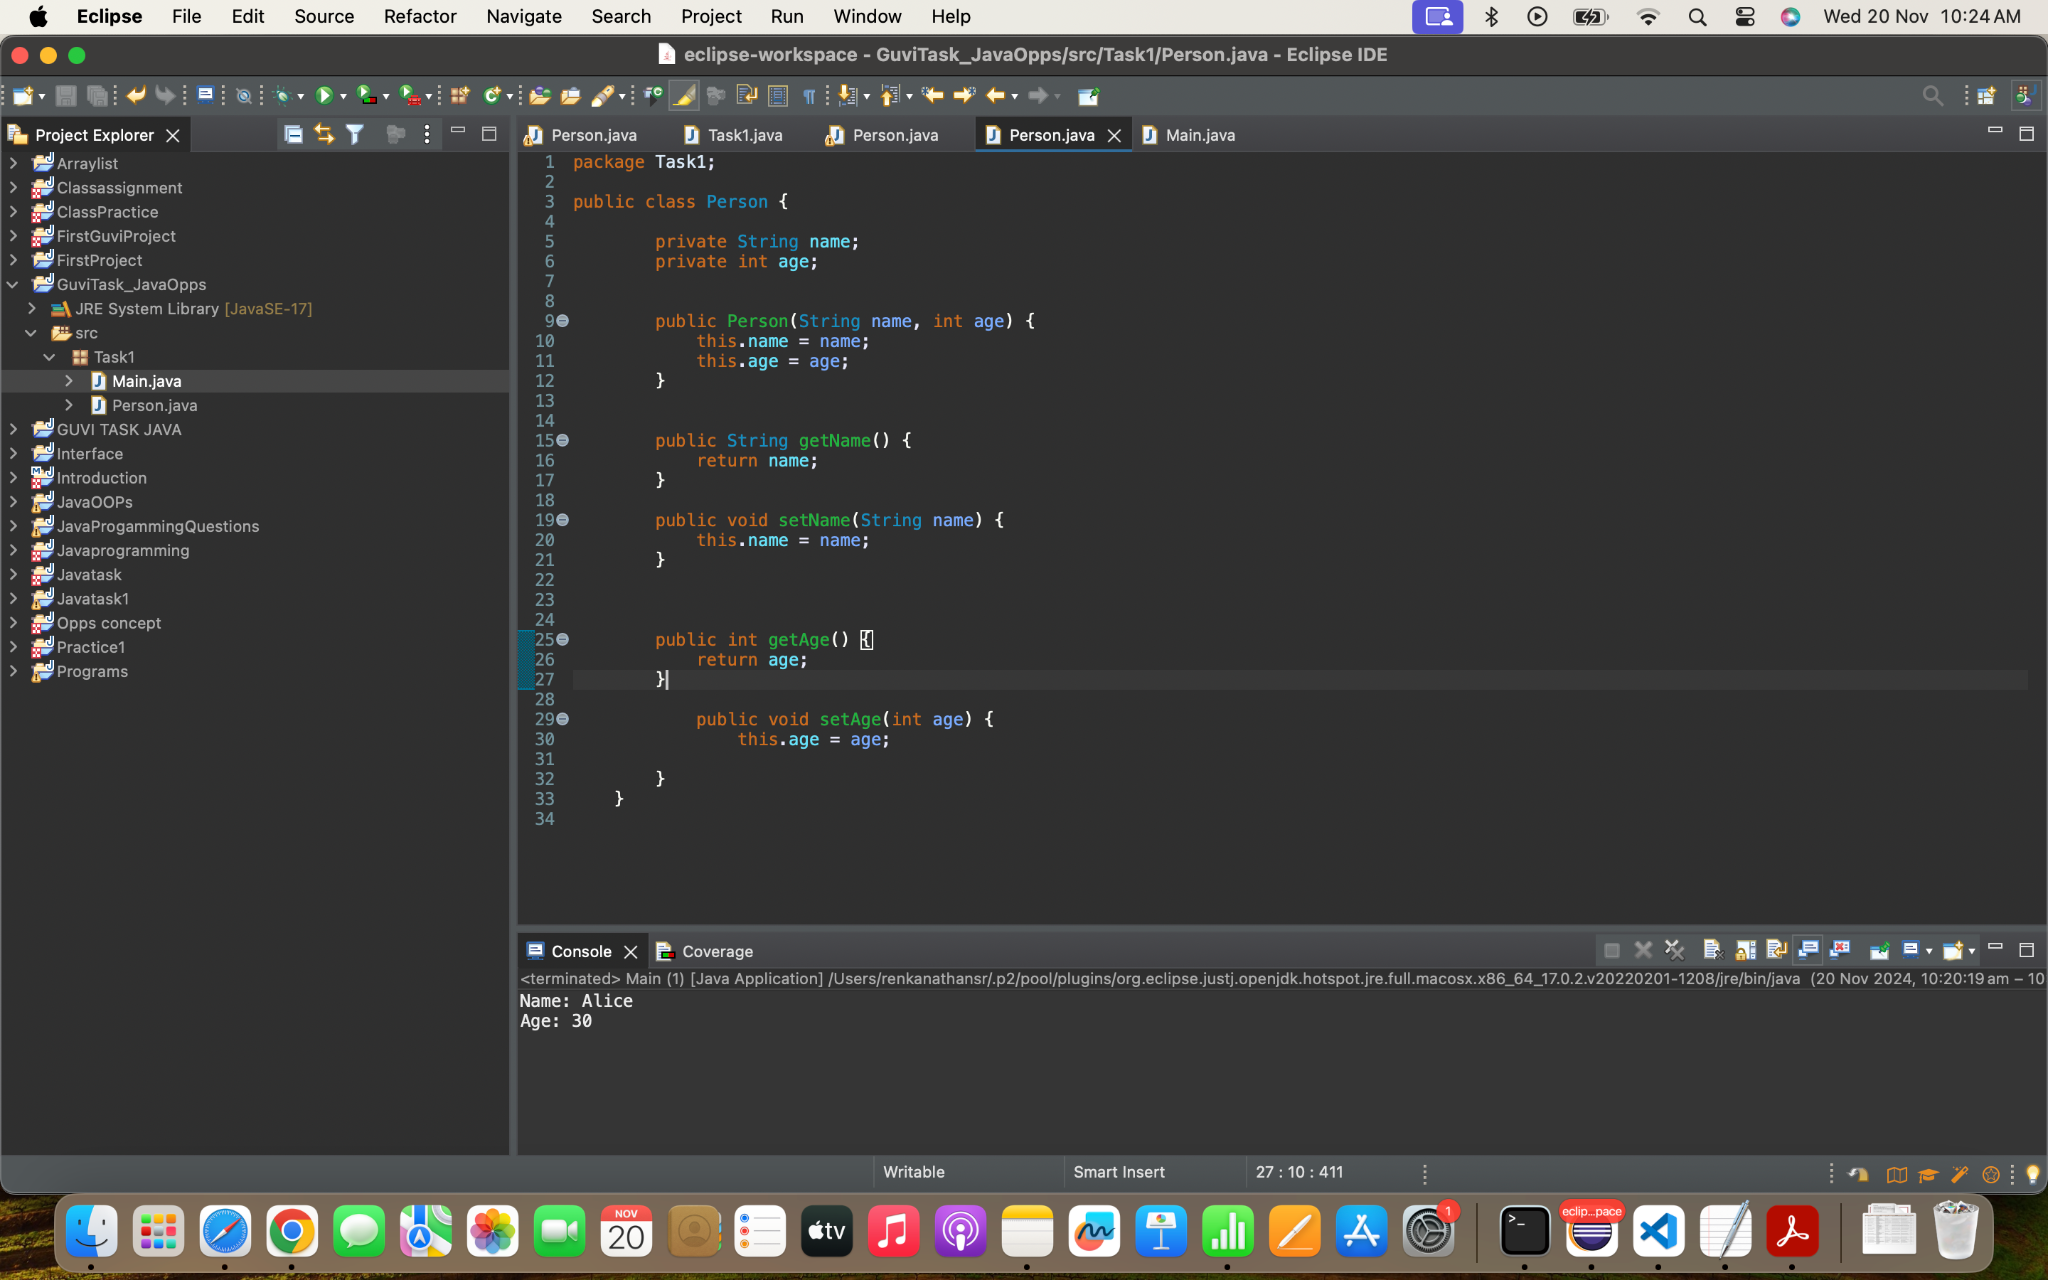 Eclipse File Edit Source Refactor Navigate Search Project Run Window Help Wed 20 Nov 10:24 AM
eclipse-workspace - GuviTask_JavaOpps/src/Task1/Person.java - Eclipse IDE
Project Explorer
Person.java Task1.java Person.java Person.java Main.java
Arraylist
Classassignment
ClassPractice
FirstGuviProject
FirstProject
GuviTask_JavaOpps
JRE System Library [JavaSE-17]
src
Task1
Main.java
Person.java
GUVI TASK JAVA
Interface
Introduction
JavaOOPs
JavaProgammingQuestions
Javaprogramming
Javatask
Javatask1
Opps concept
Practice1
Programs
1 package Task1;
2
3 public class Person {
4
5 private String name;
6 private int age;
7
8
9 public Person(String name, int age) {
10 this.name = name;
11 this.age = age;
12 }
13
14
15 public String getName() {
16 return name;
17 }
18
19 public void setName(String name) {
20 this.name = name;
21 }
22
23
24
25 public int getAge() {
26 return age;
27 }
28
29 public void setAge(int age) {
30 this.age = age;
31
32 }
33 }
34
Console Coverage
<terminated> Main (1) [Java Application] /Users/renkanathansr/.p2/pool/plugins/org.eclipse.justj.openjdk.hotspot.jre.full.macosx.x86_64_17.0.2.v20220201-1208/jre/bin/java (20 Nov 2024, 10:20:19 am – 10
Name: Alice
Age: 30
Writable Smart Insert 27 : 10 : 411
NOV
20
tv
1
>_
eclip...pace